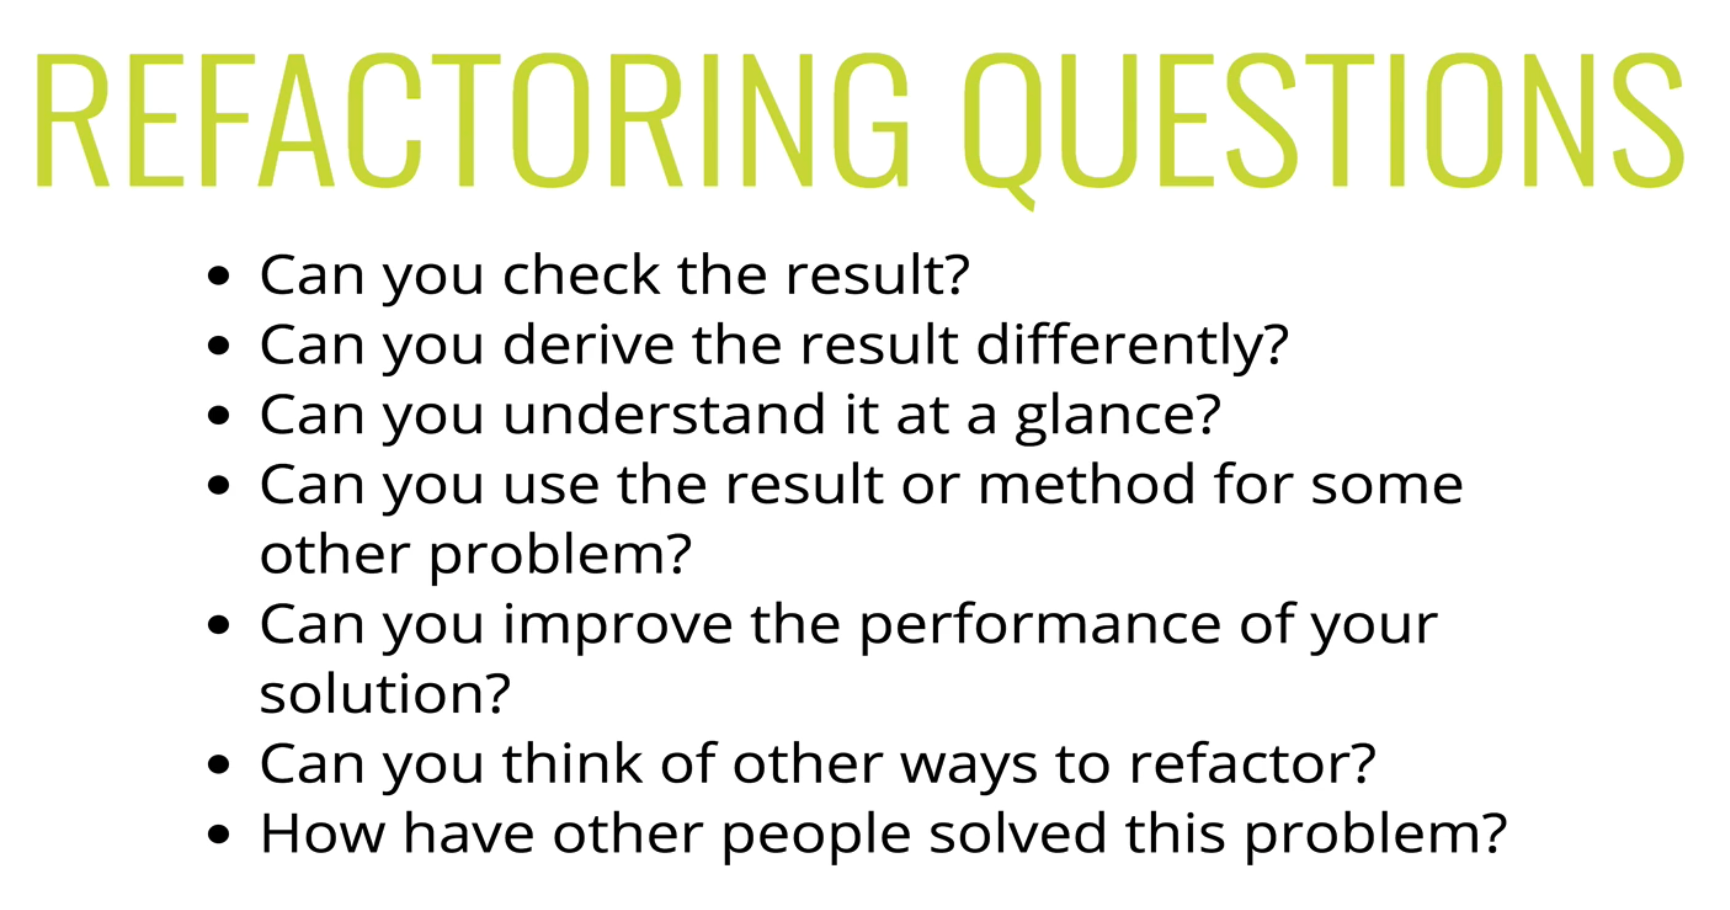 REFACTORING QUESTIONS
• Can you check the result?
• Can you derive the result differently?
• Can you understand it at a glance?
• Can you use the result or method for some
other problem?
• Can you improve the performance of your
solution?
• Can you think of other ways to refactor?
• How have other people solved this problem?